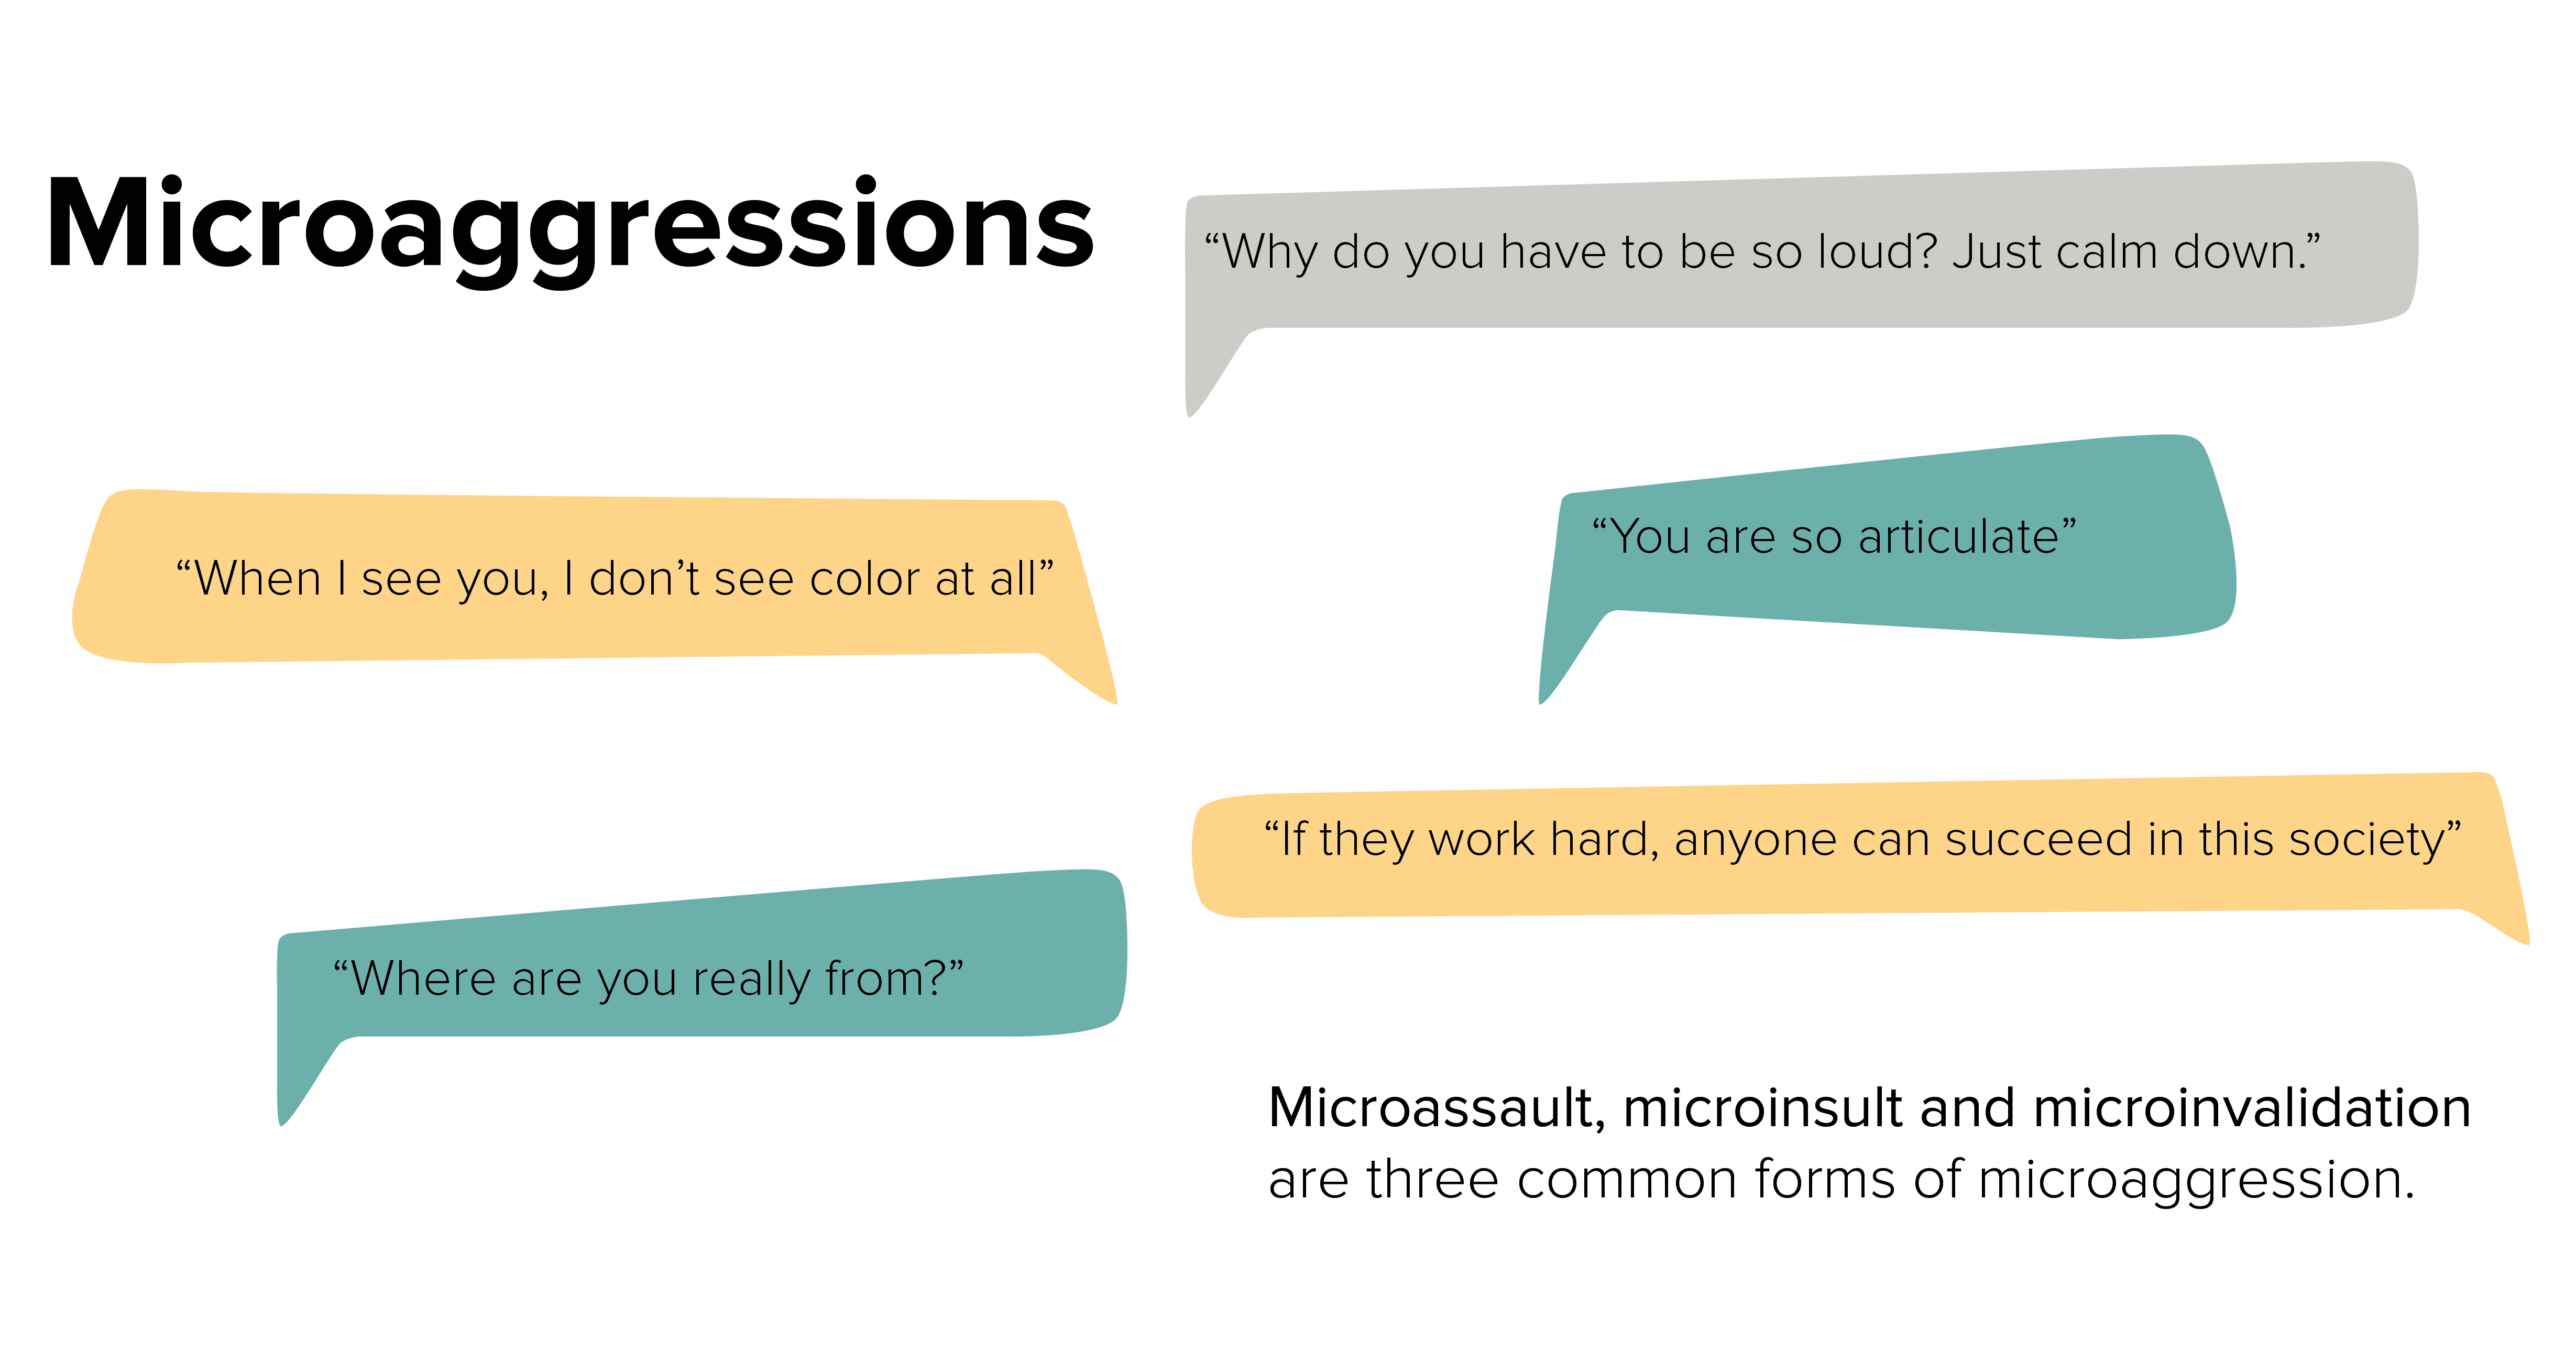 Microaggressions
“Why do you have to be so loud? Just calm down.”
“When I see you, I don’t see color at all”
“You are so articulate”
“If they work hard, anyone can succeed in this society”
“Where are you really from?”
Microassault, microinsult and microinvalidation
are three common forms of microaggression.